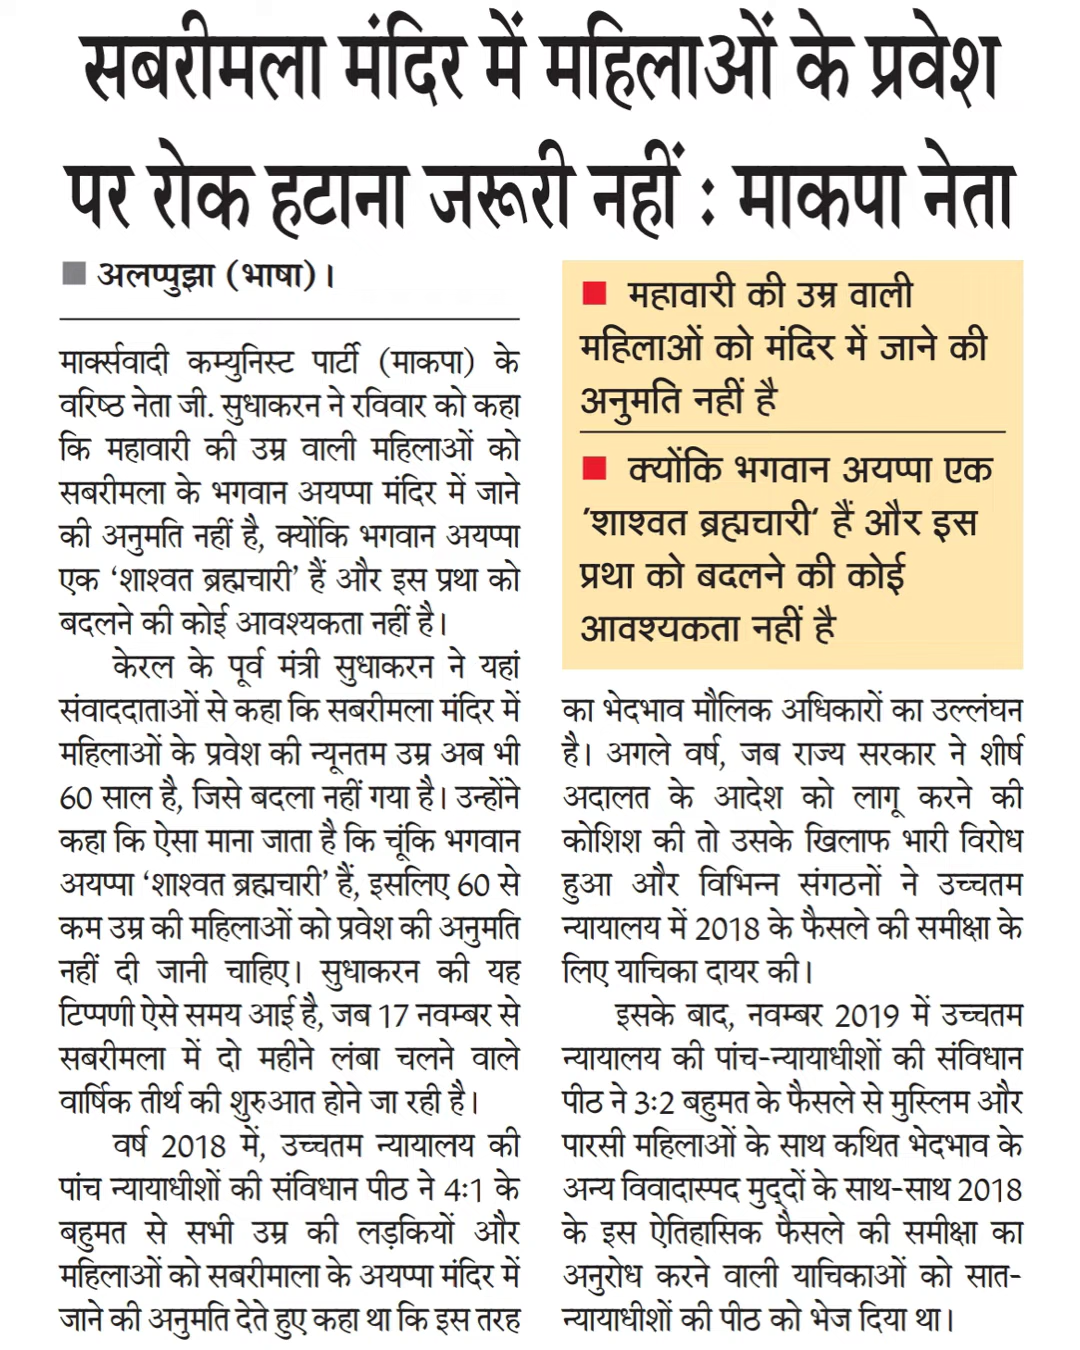 सबरीमला मंदिर में महिलाओं के प्रवेश
पर रोक हटाना जरूरी नहीं : माकपा नेता
■ अलप्पुझा (भाषा)।
मार्क्सवादी कम्युनिस्ट पार्टी (माकपा) के
वरिष्ठ नेता जी. सुधाकरन ने रविवार को कहा
कि महावारी की उम्र वाली महिलाओं को
सबरीमला के भगवान अयप्पा मंदिर में जाने
की अनुमति नहीं है, क्योंकि भगवान अयप्पा
एक ‘शाश्वत ब्रह्मचारी’ हैं और इस प्रथा को
बदलने की कोई आवश्यकता नहीं है।
केरल के पूर्व मंत्री सुधाकरन ने यहां
संवाददाताओं से कहा कि सबरीमला मंदिर में
महिलाओं के प्रवेश की न्यूनतम उम्र अब भी
60 साल है, जिसे बदला नहीं गया है। उन्होंने
कहा कि ऐसा माना जाता है कि चूंकि भगवान
अयप्पा ‘शाश्वत ब्रह्मचारी’ हैं, इसलिए 60 से
कम उम्र की महिलाओं को प्रवेश की अनुमति
नहीं दी जानी चाहिए। सुधाकरन की यह
टिप्पणी ऐसे समय आई है, जब 17 नवम्बर से
सबरीमला में दो महीने लंबा चलने वाले
वार्षिक तीर्थ की शुरुआत होने जा रही है।
वर्ष 2018 में, उच्चतम न्यायालय की
पांच न्यायाधीशों की संविधान पीठ ने 4:1 के
बहुमत से सभी उम्र की लड़कियों और
महिलाओं को सबरीमाला के अयप्पा मंदिर में
जाने की अनुमति देते हुए कहा था कि इस तरह
■ महावारी की उम्र वाली
महिलाओं को मंदिर में जाने की
अनुमति नहीं है
■ क्योंकि भगवान अयप्पा एक
‘शाश्वत ब्रह्मचारी‘ हैं और इस
प्रथा को बदलने की कोई
आवश्यकता नहीं है
का भेदभाव मौलिक अधिकारों का उल्लंघन
है। अगले वर्ष, जब राज्य सरकार ने शीर्ष
अदालत के आदेश को लागू करने की
कोशिश की तो उसके खिलाफ भारी विरोध
हुआ और विभिन्न संगठनों ने उच्चतम
न्यायालय में 2018 के फैसले की समीक्षा के
लिए याचिका दायर की।
इसके बाद, नवम्बर 2019 में उच्चतम
न्यायालय की पांच-न्यायाधीशों की संविधान
पीठ ने 3:2 बहुमत के फैसले से मुस्लिम और
पारसी महिलाओं के साथ कथित भेदभाव के
अन्य विवादास्पद मुद्दों के साथ-साथ 2018
के इस ऐतिहासिक फैसले की समीक्षा का
अनुरोध करने वाली याचिकाओं को सात-
न्यायाधीशों की पीठ को भेज दिया था।